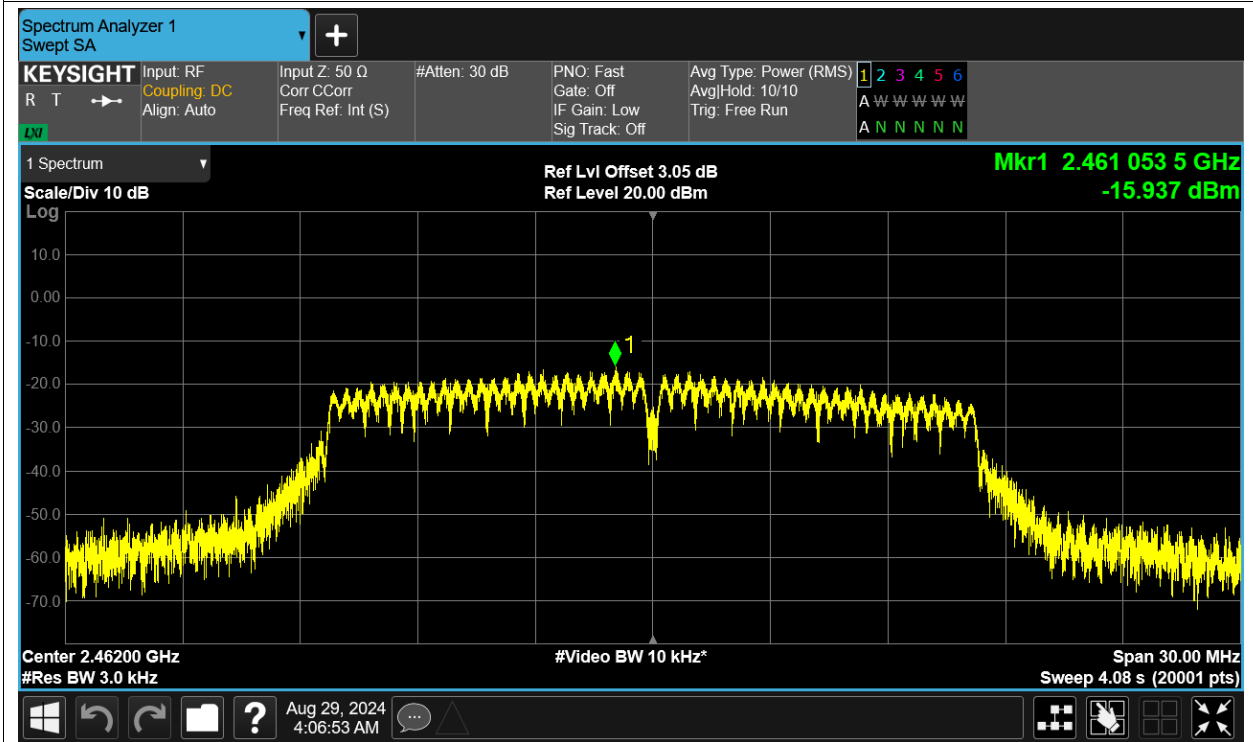 Spectrum Analyzer 1
Swept SA
+
KEYSIGHT
R T
LXI
Input: RF
Coupling: DC
Align: Auto
Input Z: 50 Ω
Corr CCorr
Freq Ref: Int (S)
#Atten: 30 dB
PNO: Fast
Gate: Off
IF Gain: Low
Sig Track: Off
Avg Type: Power (RMS)
Avg|Hold: 10/10
Trig: Free Run
1 2 3 4 5 6
A W W W W W
A N N N N N
1 Spectrum
Scale/Div 10 dB
Ref Lvl Offset 3.05 dB
Ref Level 20.00 dBm
Mkr1 2.461 053 5 GHz
-15.937 dBm
Log
10.0
0.00
-10.0
-20.0
-30.0
-40.0
-50.0
-60.0
-70.0
1
Center 2.46200 GHz
#Res BW 3.0 kHz
#Video BW 10 kHz*
Span 30.00 MHz
Sweep 4.08 s (20001 pts)
?
Aug 29, 2024
4:06:53 AM